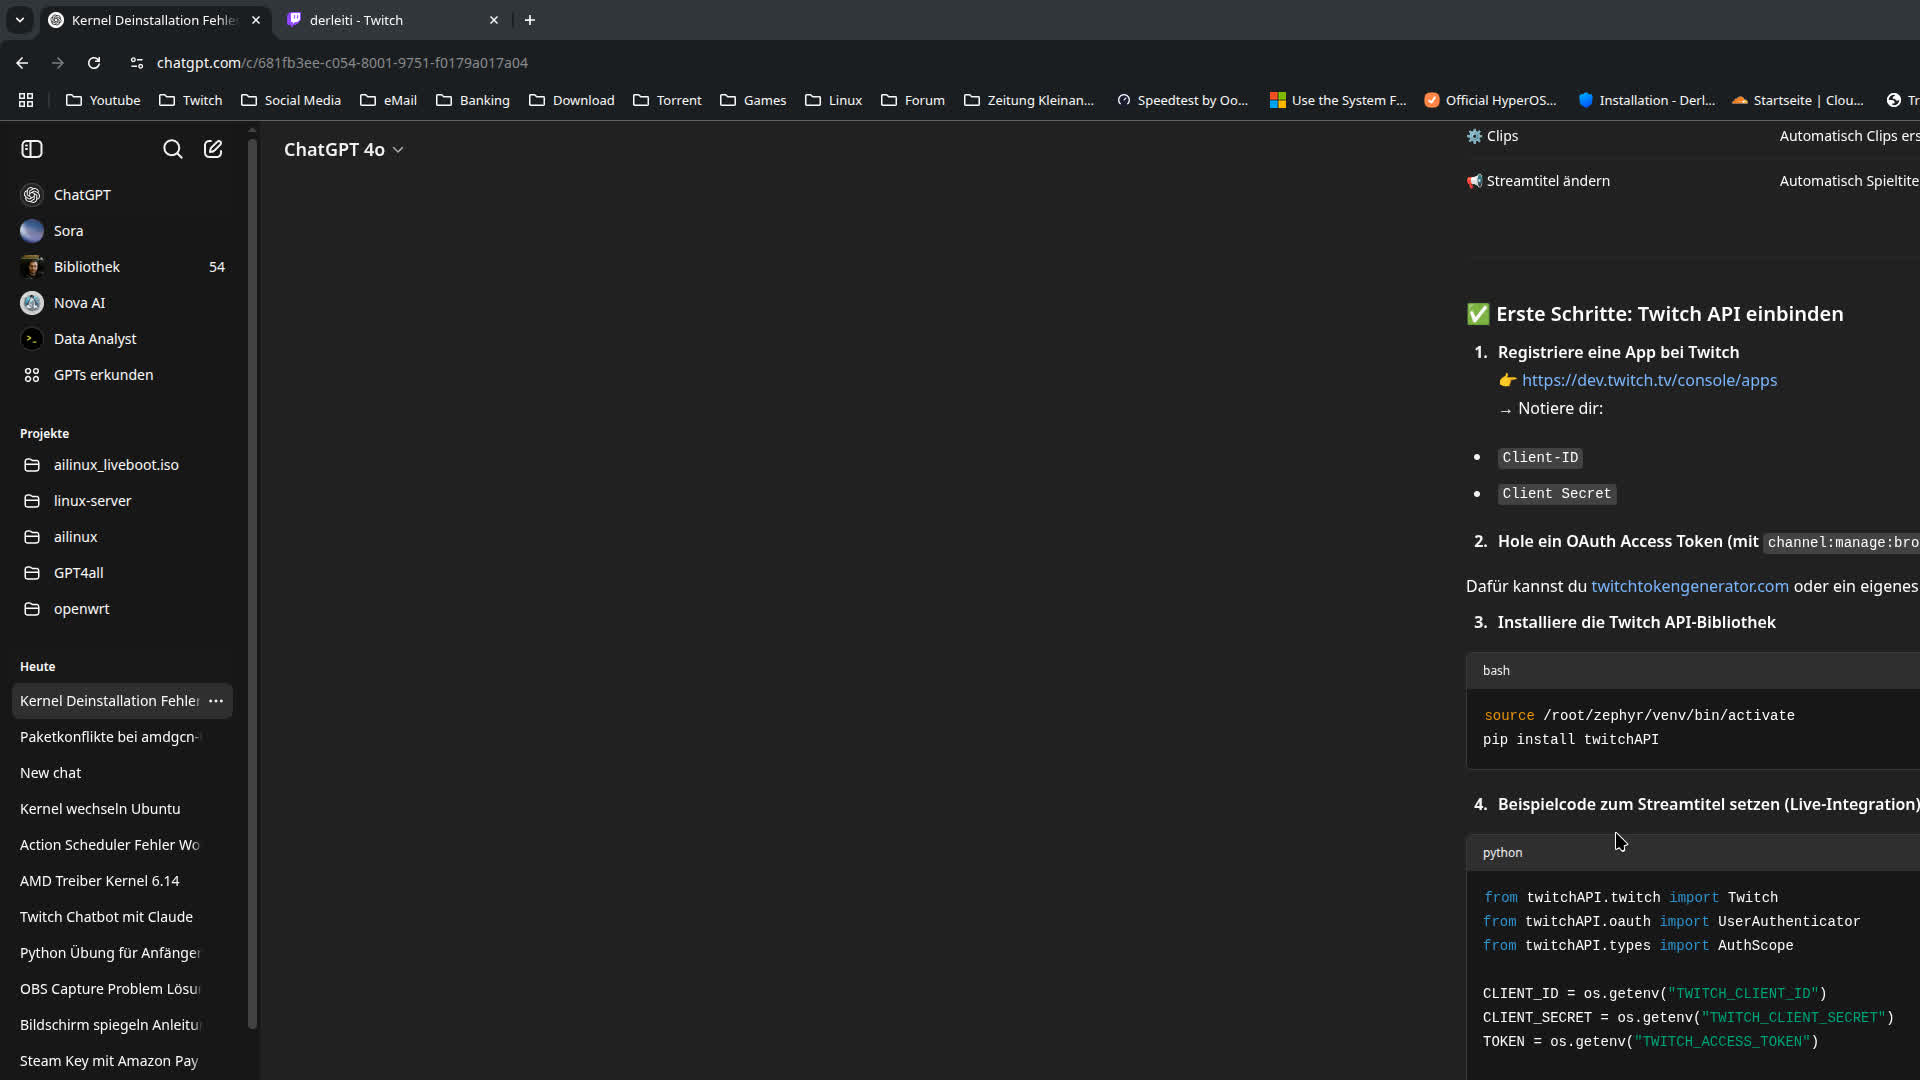 Kernel Deinstallation Fehle
derleiti - Twitch
chatgpt.com/c/681fb3ee-c054-8001-9751-f0179a017a04
Youtube
Twitch
Social Media
eMail
Banking
Download
Torrent
Games
Linux
Forum
Zeitung Kleinan...
Speedtest by Oo...
Use the System F...
Official HyperOS...
Installation - Derl...
Startseite | Clou...
Tr
ChatGPT
Sora
Bibliothek 54
Nova AI
Data Analyst
GPTs erkunden
Projekte
ailinux_liveboot.iso
linux-server
ailinux
GPT4all
openwrt
Heute
Kernel Deinstallation Fehler
Paketkonflikte bei amdgcn-
New chat
Kernel wechseln Ubuntu
Action Scheduler Fehler Wo
AMD Treiber Kernel 6.14
Twitch Chatbot mit Claude
Python Übung für Anfänger
OBS Capture Problem Lösu
Bildschirm spiegeln Anleitu
Steam Key mit Amazon Pay
ChatGPT 4o
⚙️ Clips Automatisch Clips ers
📢 Streamtitel ändern Automatisch Spieltite
✅ Erste Schritte: Twitch API einbinden
1. Registriere eine App bei Twitch
👉 https://dev.twitch.tv/console/apps
→ Notiere dir:
• Client-ID
• Client Secret
2. Hole ein OAuth Access Token (mit channel:manage:bro
Dafür kannst du twitchtokengenerator.com oder ein eigenes
3. Installiere die Twitch API-Bibliothek
bash
source /root/zephyr/venv/bin/activate
pip install twitchAPI
4. Beispielcode zum Streamtitel setzen (Live-Integration)
python
from twitchAPI.twitch import Twitch
from twitchAPI.oauth import UserAuthenticator
from twitchAPI.types import AuthScope
CLIENT_ID = os.getenv("TWITCH_CLIENT_ID")
CLIENT_SECRET = os.getenv("TWITCH_CLIENT_SECRET")
TOKEN = os.getenv("TWITCH_ACCESS_TOKEN")